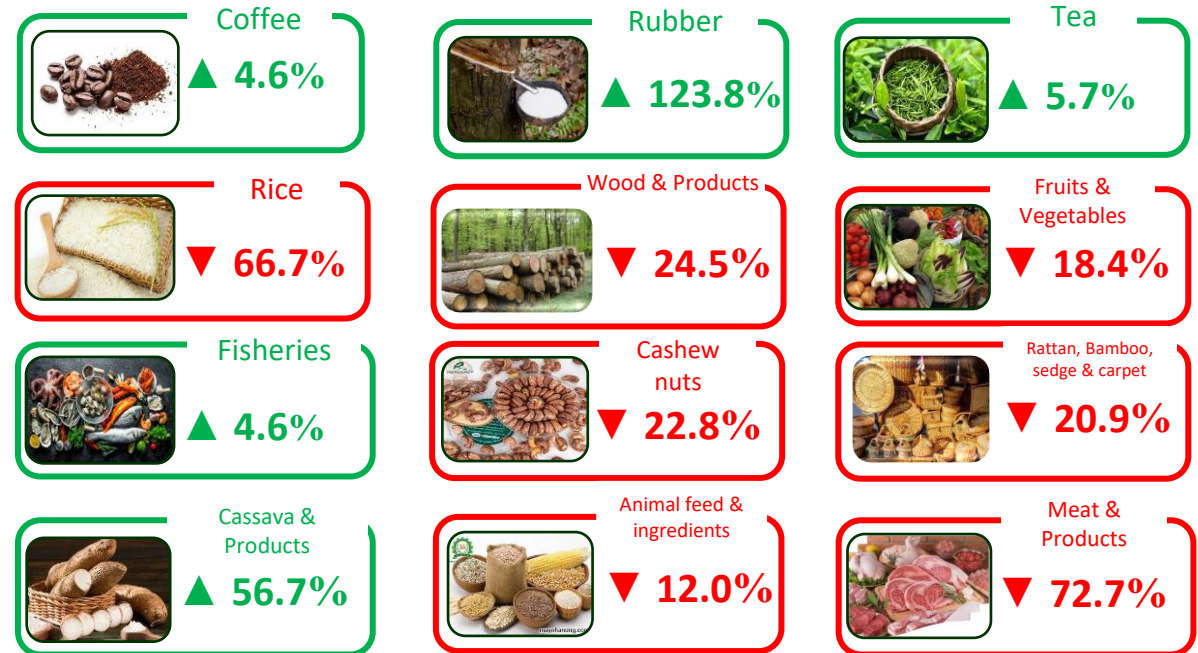 Coffee
▲ 4.6%
Rubber
▲ 123.8%
Tea
▲ 5.7%
Rice
▼ 66.7%
Wood & Products
▼ 24.5%
Fruits &
Vegetables
▼ 18.4%
Fisheries
▲ 4.6%
Cashew
nuts
▼ 22.8%
Rattan, Bamboo,
sedge & carpet
▼ 20.9%
Cassava &
Products
▲ 56.7%
Animal feed &
ingredients
▼ 12.0%
Meat &
Products
▼ 72.7%